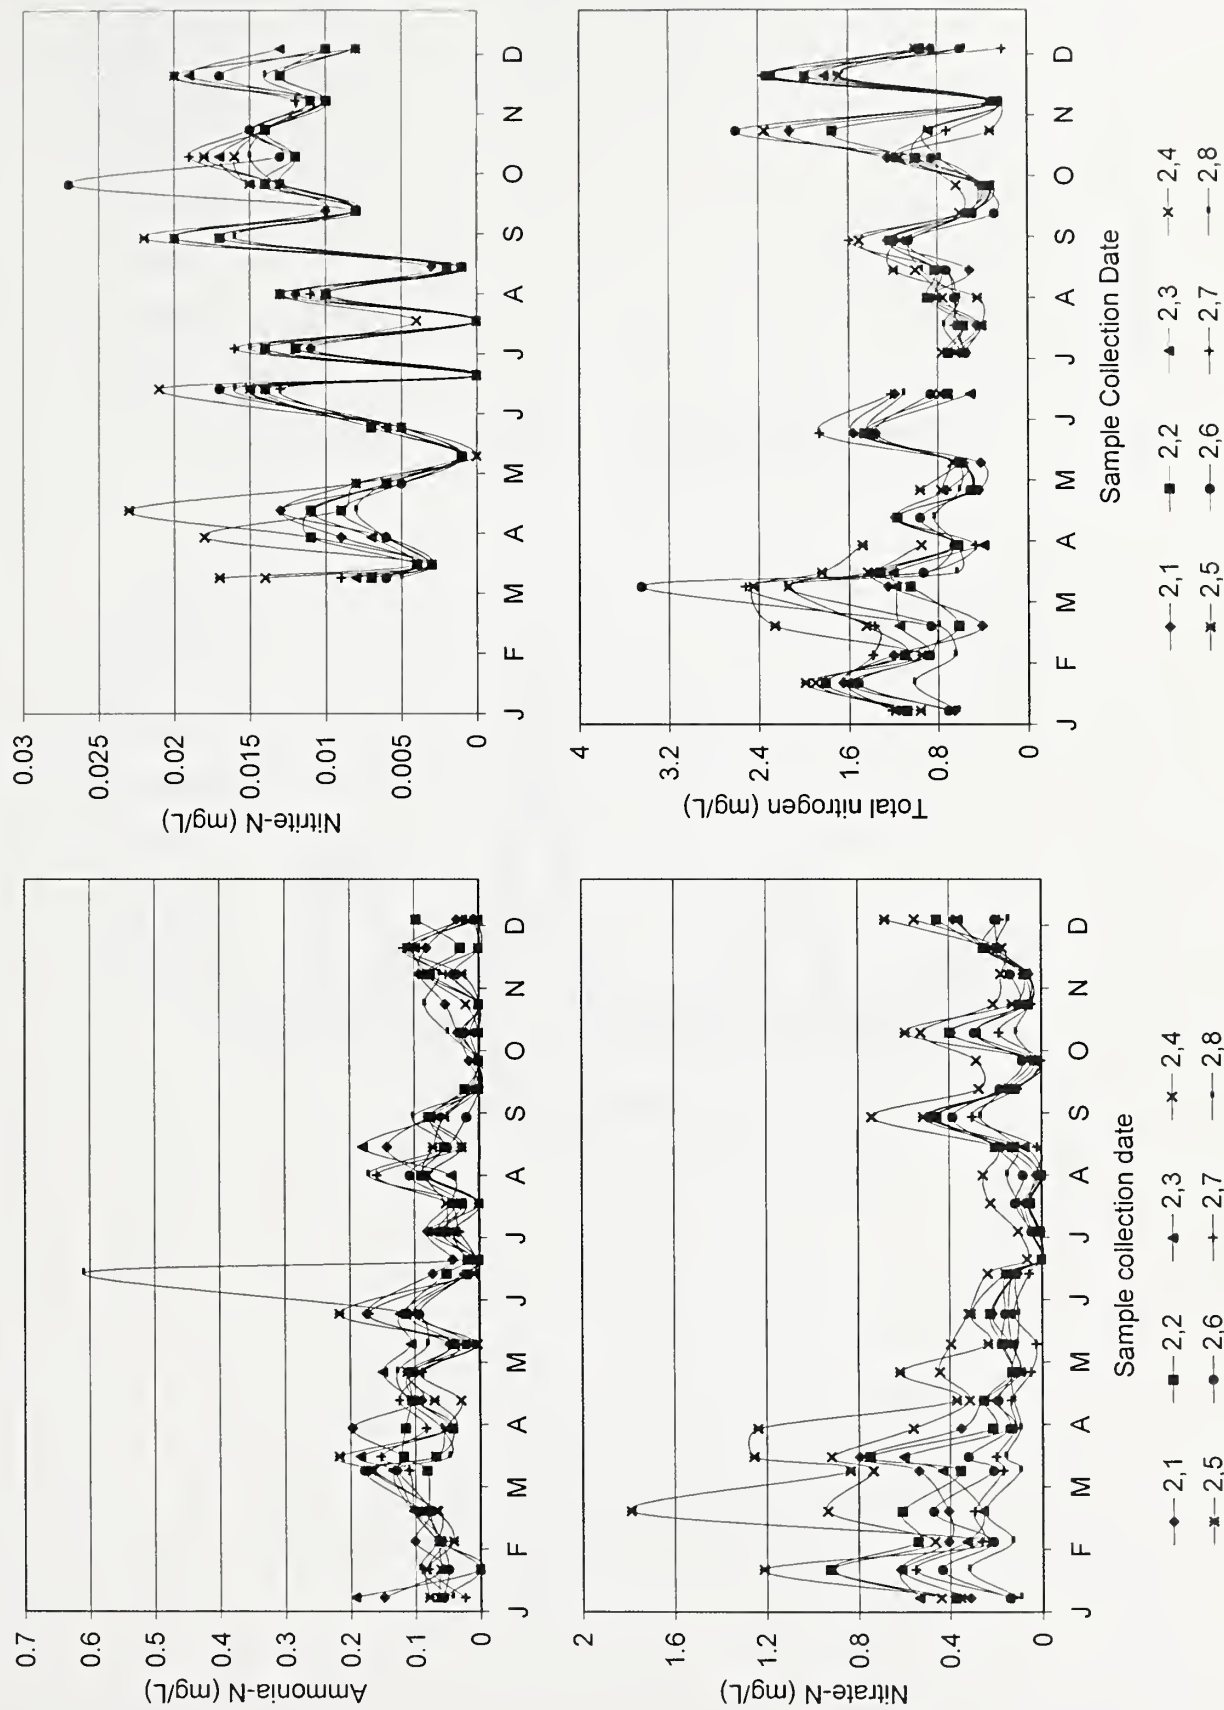 0.7
0.6
0.5
0.4
0.3
0.2
0.1
0
Ammonia-N (mg/L)
J F M A M J J A S O N D
0.03
0.025
0.02
0.015
0.01
0.005
0
Nitrite-N (mg/L)
J F M A M J J A S O N D
2
1.6
1.2
0.8
0.4
0
Nitrate-N (mg/L)
J F M A M J J A S O N D
Sample collection date
2,1 2,2 2,3 2,4
2,5 2,6 2,7 2,8
4
3.2
2.4
1.6
0.8
0
Total nitrogen (mg/L)
J F M A M J J A S O N D
Sample Collection Date
2,1 2,2 2,3 2,4
2,5 2,6 2,7 2,8